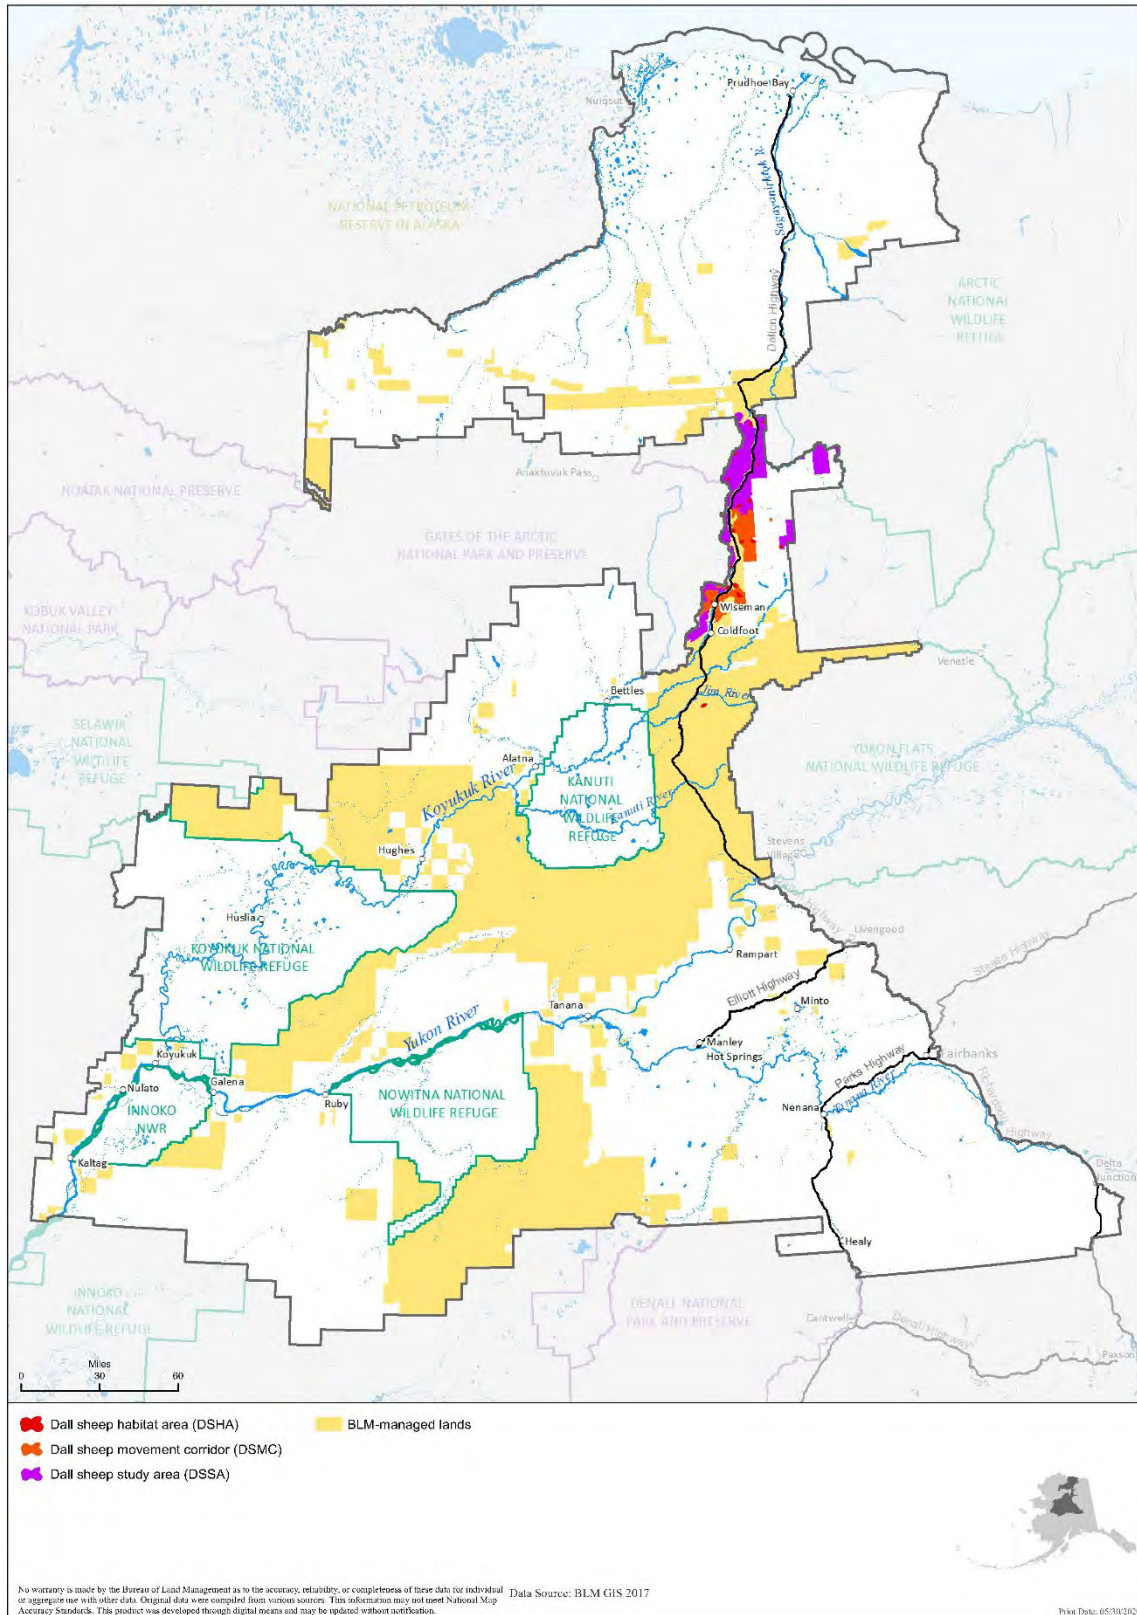 Prudhoe Bay
Nuiqsut
Sagavanirktok R.
NATIONAL PETROLEUM
RESERVE IN ALASKA
Dalton Highway
ARCTIC
NATIONAL
WILDLIFE
REFUGE
Anaktuvuk Pass
NOATAK NATIONAL PRESERVE
GATES OF THE ARCTIC
NATIONAL PARK AND PRESERVE
KOBUK VALLEY
NATIONAL PARK
Wiseman
Coldfoot
Venetie
Bettles
Jim River
SELAWIK
NATIONAL
WILDLIFE
REFUGE
YUKON FLATS
NATIONAL WILDLIFE REFUGE
Alatna
Koyukuk River
KANUTI
NATIONAL
WILDLIFE
REFUGE
Kanuti River
Hughes
Stevens
Village
Huslia
KOYUKUK NATIONAL
WILDLIFE REFUGE
Highway
Livengood
Rampart
Steese Highway
Elliott Highway
Tanana
Minto
Yukon River
Manley
Hot Springs
Koyukuk
Parks Highway
Fairbanks
Nulato
Galena
Ruby
NOWITNA NATIONAL
WILDLIFE REFUGE
Tanana River
Nenana
Richardson
Highway
INNOKO
NWR
Kaltag
Delta
Junction
Healy
INNOKO
NATIONAL
WILDLIFE REFUGE
DENALI NATIONAL
PARK AND PRESERVE
Cantwell
Denali Highway
Paxson
Miles
0 30 60
Dall sheep habitat area (DSHA)
BLM-managed lands
Dall sheep movement corridor (DSMC)
Dall sheep study area (DSSA)
No warranty is made by the Bureau of Land Management as to the accuracy, reliability, or completeness of these data for individual
or aggregate use with other data. Original data were compiled from various sources. This information may not meet National Map
Accuracy Standards. This product was developed through digital means and may be updated without notification.
Data Source: BLM GIS 2017
Print Date: